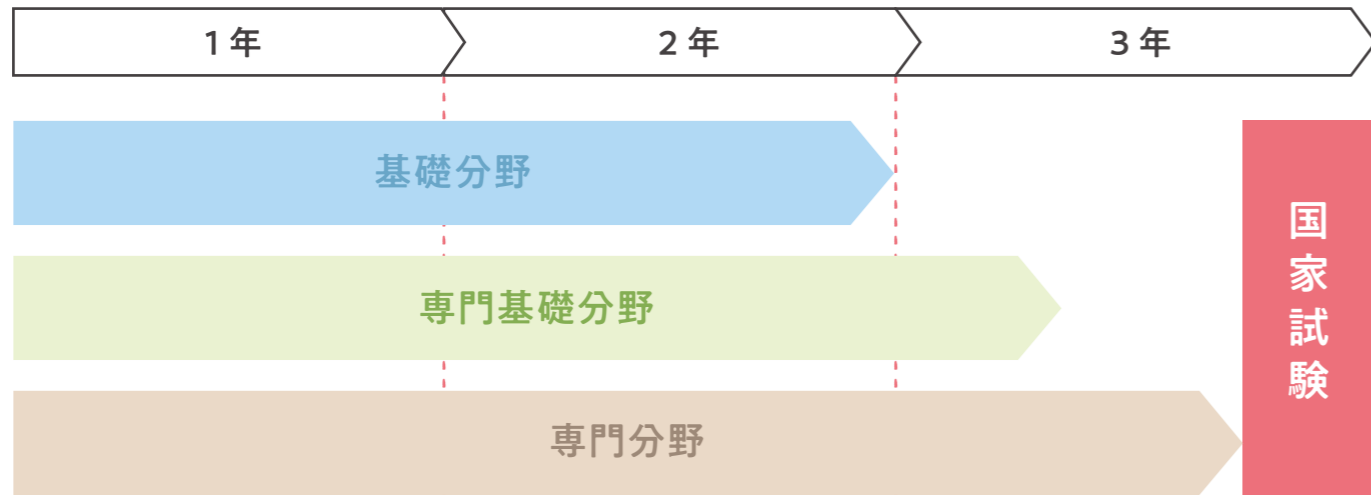 1年
2年
3年
基礎分野
専門基礎分野
専門分野
国家試験